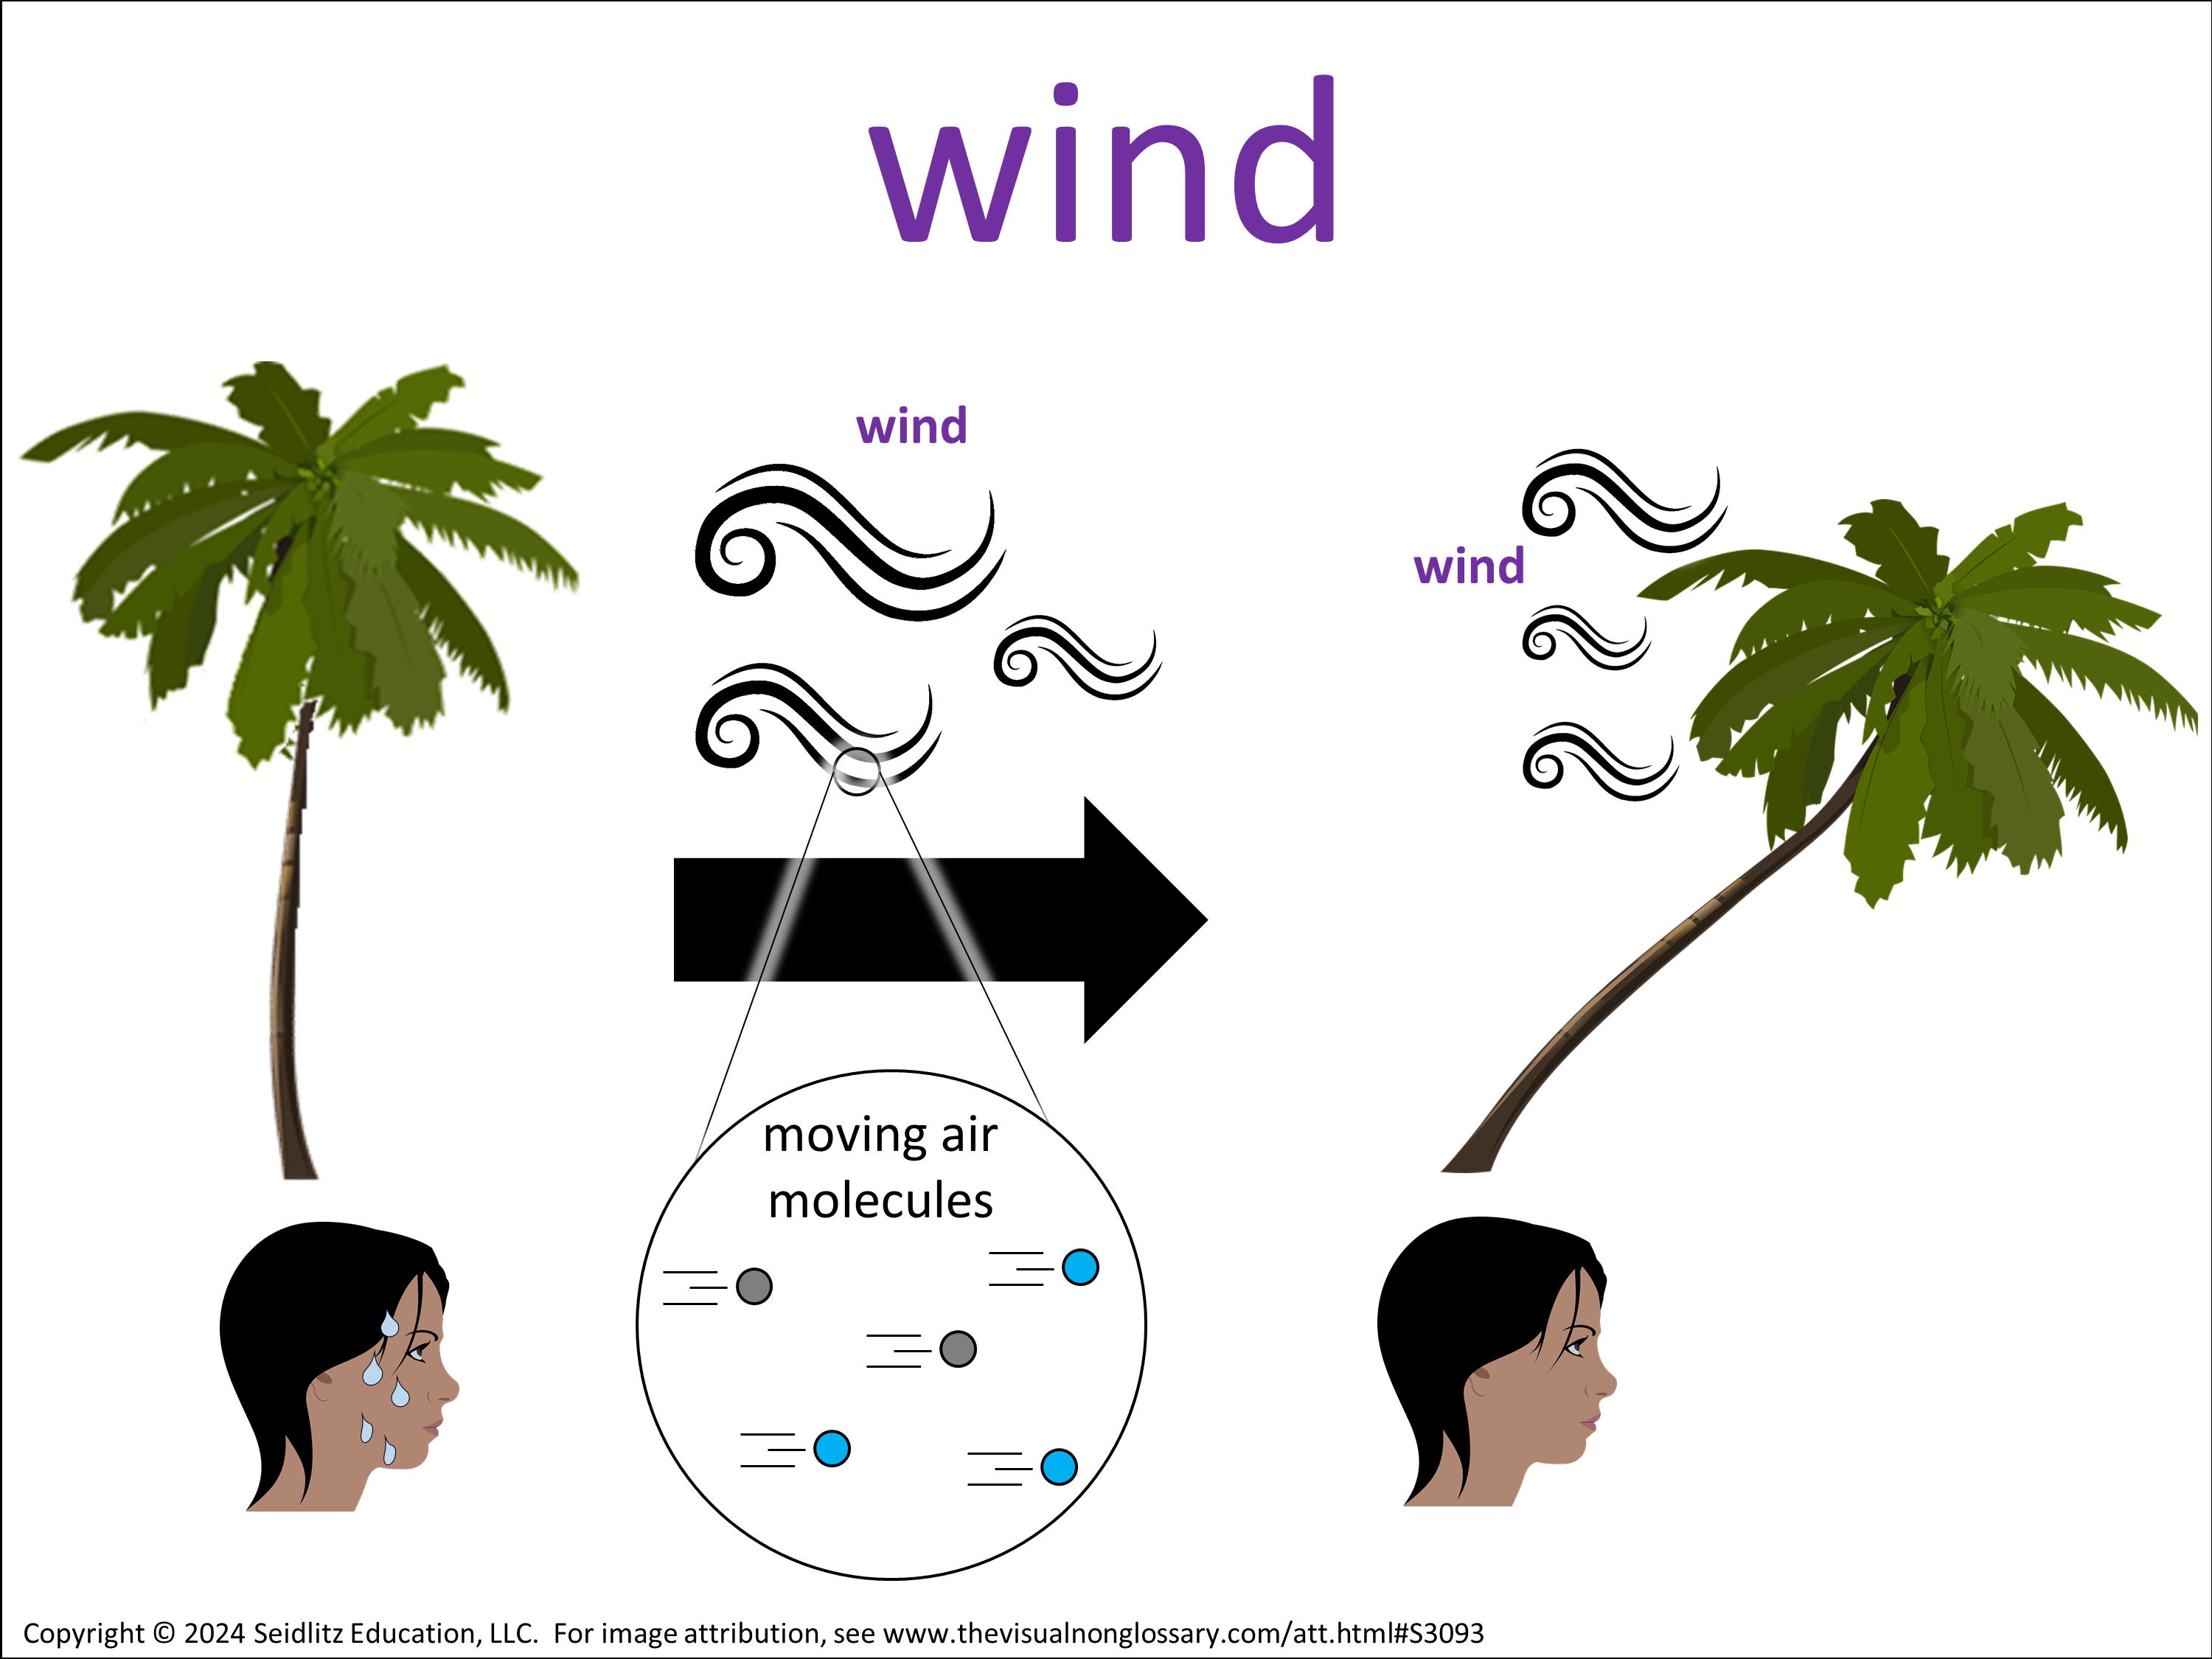 wind
wind
wind
moving air
molecules
Copyright © 2024 Seidlitz Education, LLC.  For image attribution, see www.thevisualnonglossary.com/att.html#S3093